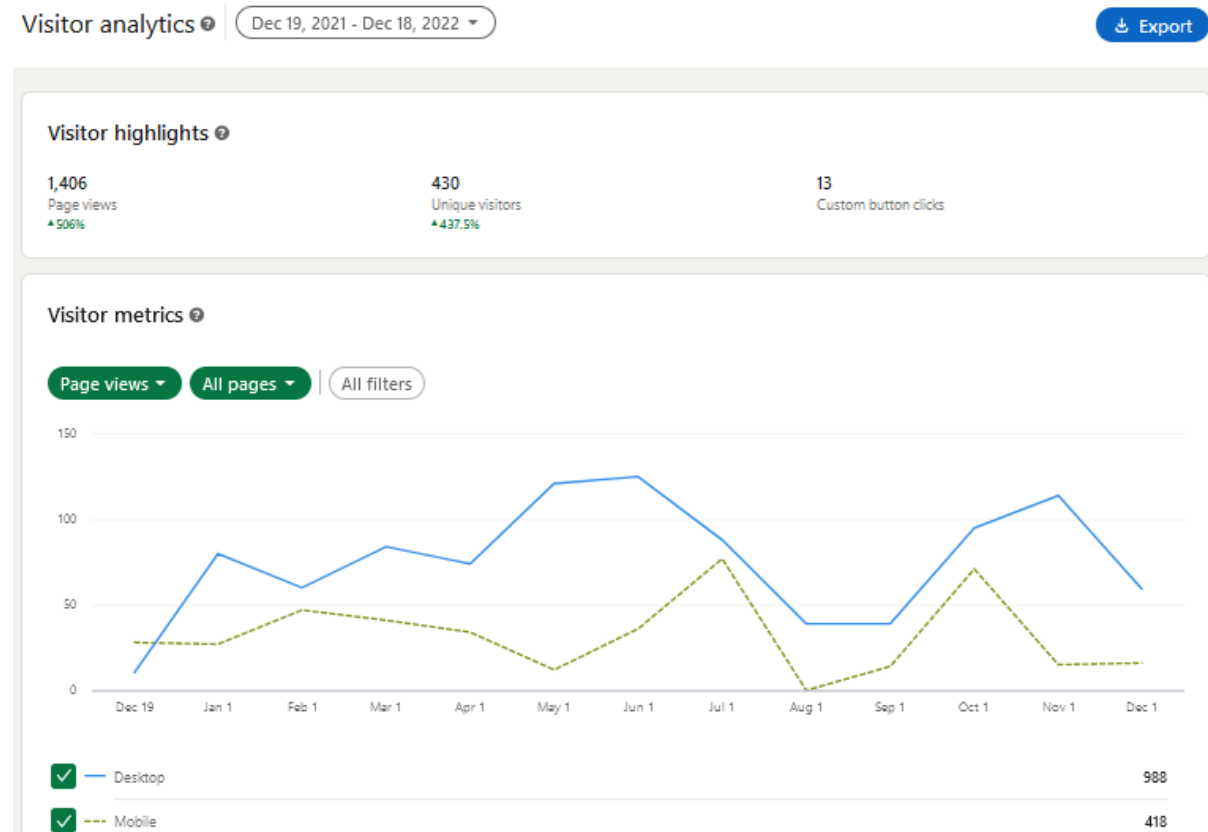 Visitor analytics
Dec 19, 2021 - Dec 18, 2022
Export
Visitor highlights
1,406
Page views
▲506%
430
Unique visitors
▲437.5%
13
Custom button clicks
Visitor metrics
Page views
All pages
All filters
150
100
50
0
Dec 19 Jan 1 Feb 1 Mar 1 Apr 1 May 1 Jun 1 Jul 1 Aug 1 Sep 1 Oct 1 Nov 1 Dec 1
Desktop 988
Mobile 418